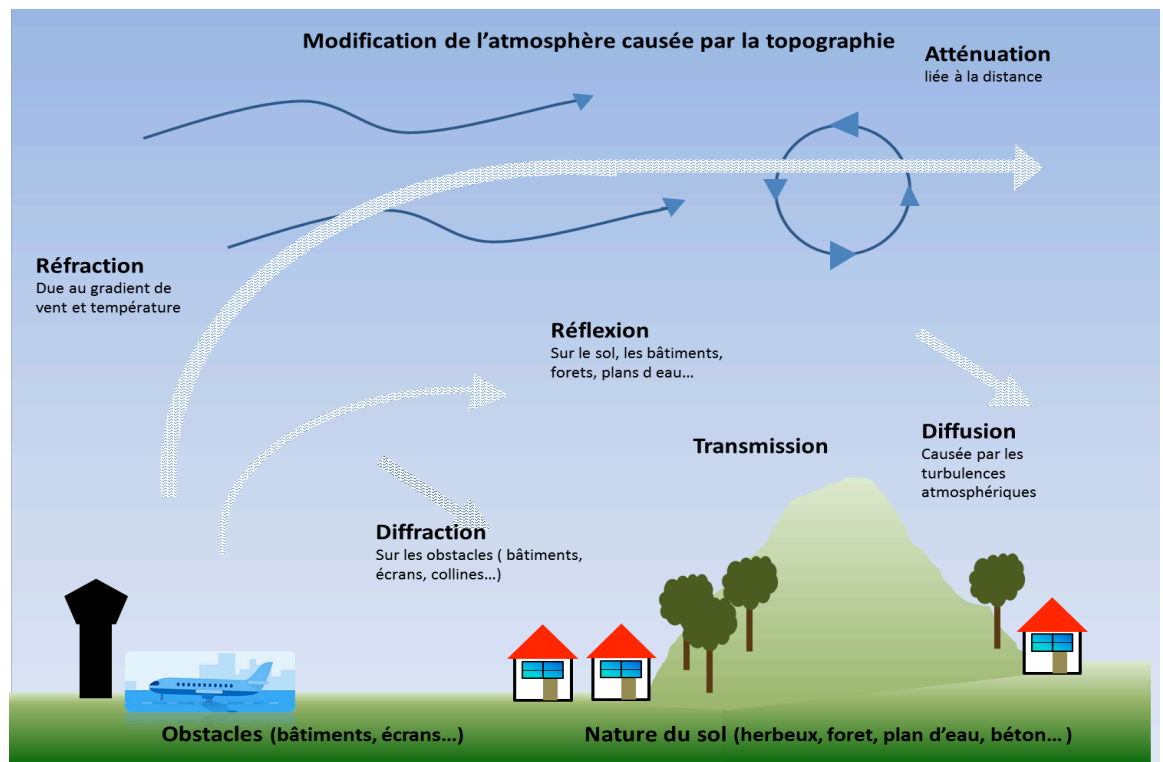 Modification de l'atmosphère causée par la topographie
Atténuation
liée à la distance
Réfraction
Due au gradient de
vent et température
Réflexion
Sur le sol, les bâtiments,
forets, plans d eau...
Transmission
Diffusion
Causée par les
turbulences
atmosphériques
Diffraction
Sur les obstacles ( bâtiments,
écrans, collines...)
Obstacles (bâtiments, écrans...)
Nature du sol (herbeux, foret, plan d'eau, béton... )